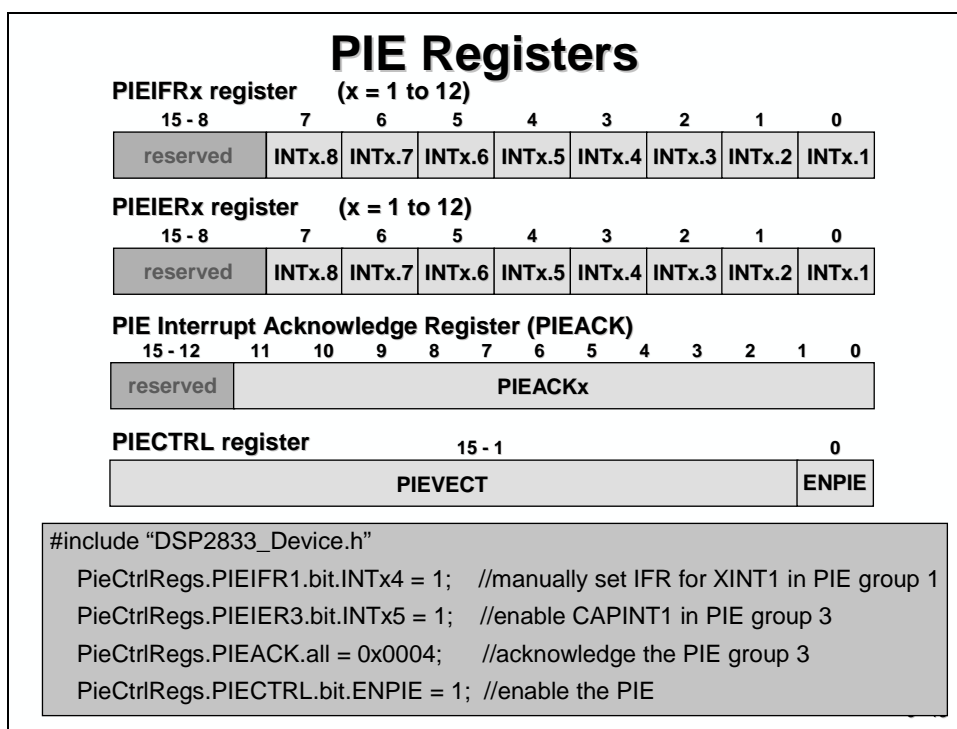 PIE Registers
PIEIFRx register (x = 1 to 12)
15 - 8 7 6 5 4 3 2 1 0
reserved INTx.8 INTx.7 INTx.6 INTx.5 INTx.4 INTx.3 INTx.2 INTx.1
PIEIERx register (x = 1 to 12)
15 - 8 7 6 5 4 3 2 1 0
reserved INTx.8 INTx.7 INTx.6 INTx.5 INTx.4 INTx.3 INTx.2 INTx.1
PIE Interrupt Acknowledge Register (PIEACK)
15 - 12 11 10 9 8 7 6 5 4 3 2 1 0
reserved PIEACKx
PIECTRL register 15 - 1 0
PIEVECT ENPIE
#include “DSP2833_Device.h”
PieCtrlRegs.PIEIFR1.bit.INTx4 = 1; //manually set IFR for XINT1 in PIE group 1
PieCtrlRegs.PIEIER3.bit.INTx5 = 1; //enable CAPINT1 in PIE group 3
PieCtrlRegs.PIEACK.all = 0x0004; //acknowledge the PIE group 3
PieCtrlRegs.PIECTRL.bit.ENPIE = 1; //enable the PIE